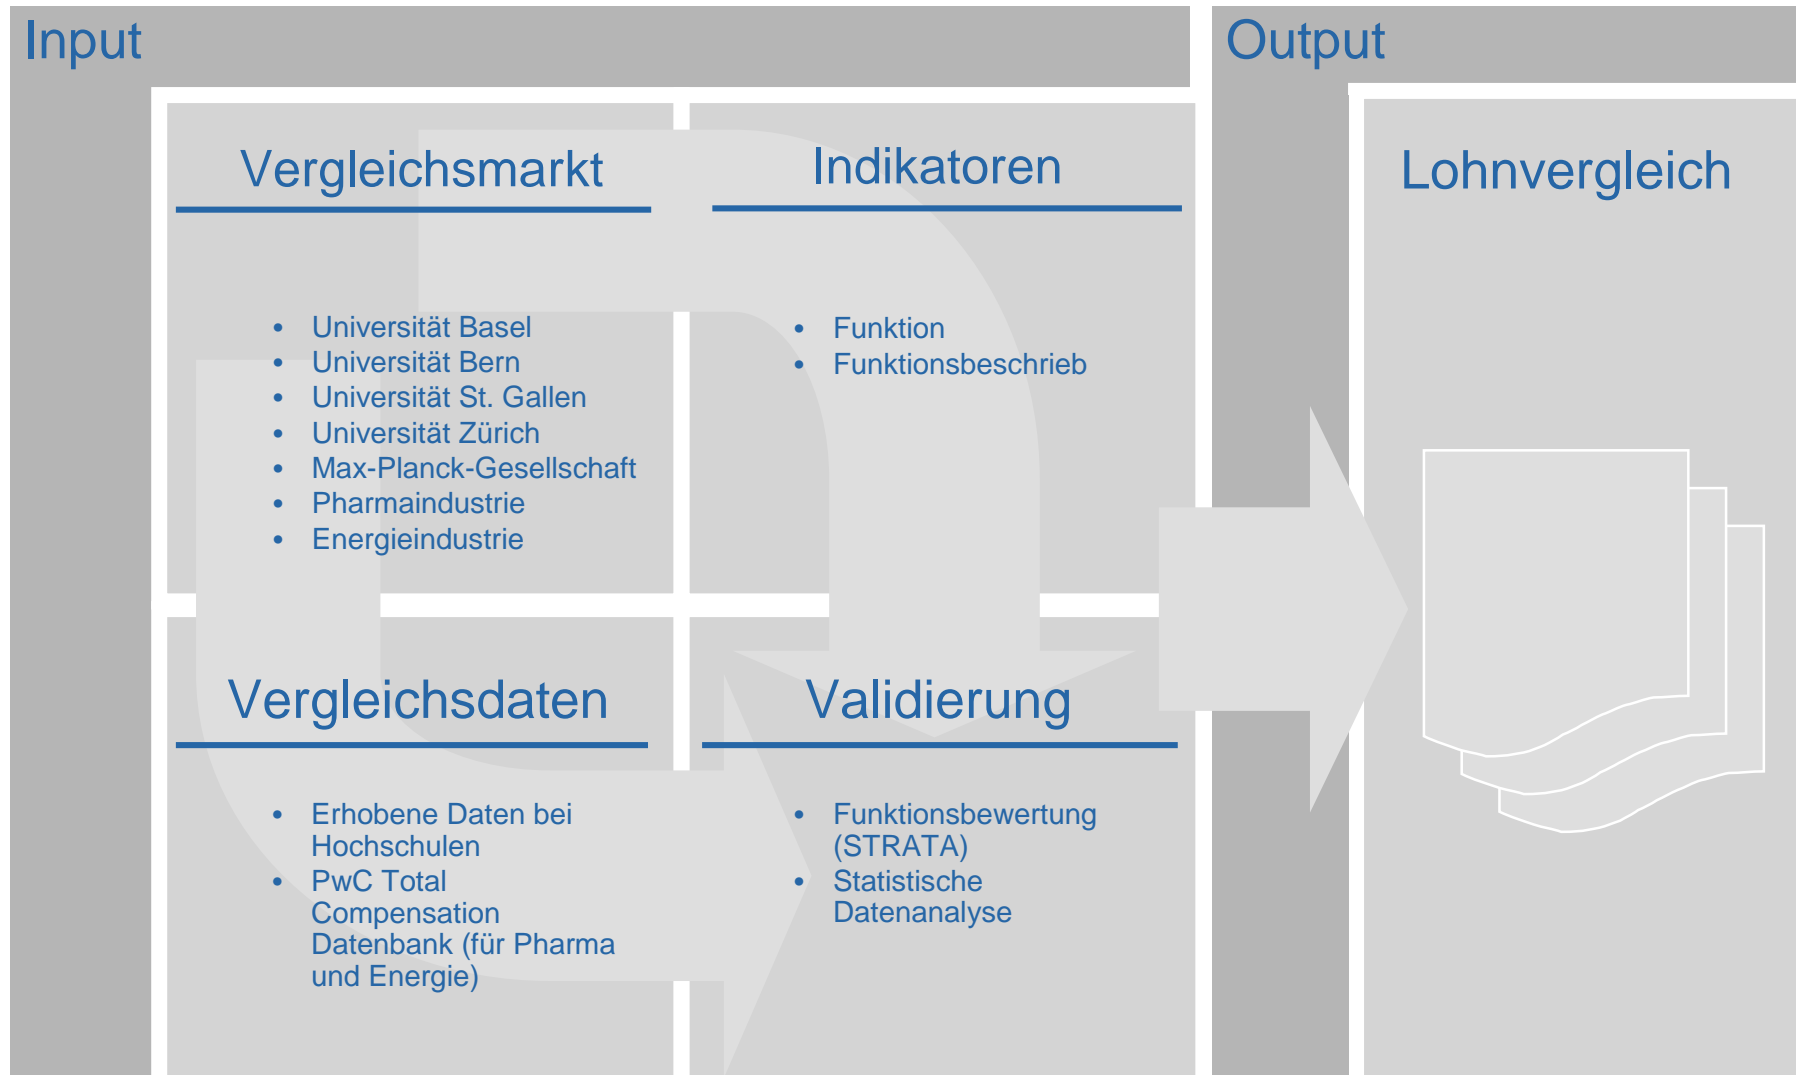 Input
Output
Vergleichsmarkt
• Universität Basel
• Universität Bern
• Universität St. Gallen
• Universität Zürich
• Max-Planck-Gesellschaft
• Pharmaindustrie
• Energieindustrie
Indikatoren
• Funktion
• Funktionsbeschrieb
Vergleichsdaten
• Erhobene Daten bei
Hochschulen
• PwC Total
Compensation
Datenbank (für Pharma
und Energie)
Validierung
• Funktionsbewertung
(STRATA)
• Statistische
Datenanalyse
Lohnvergleich